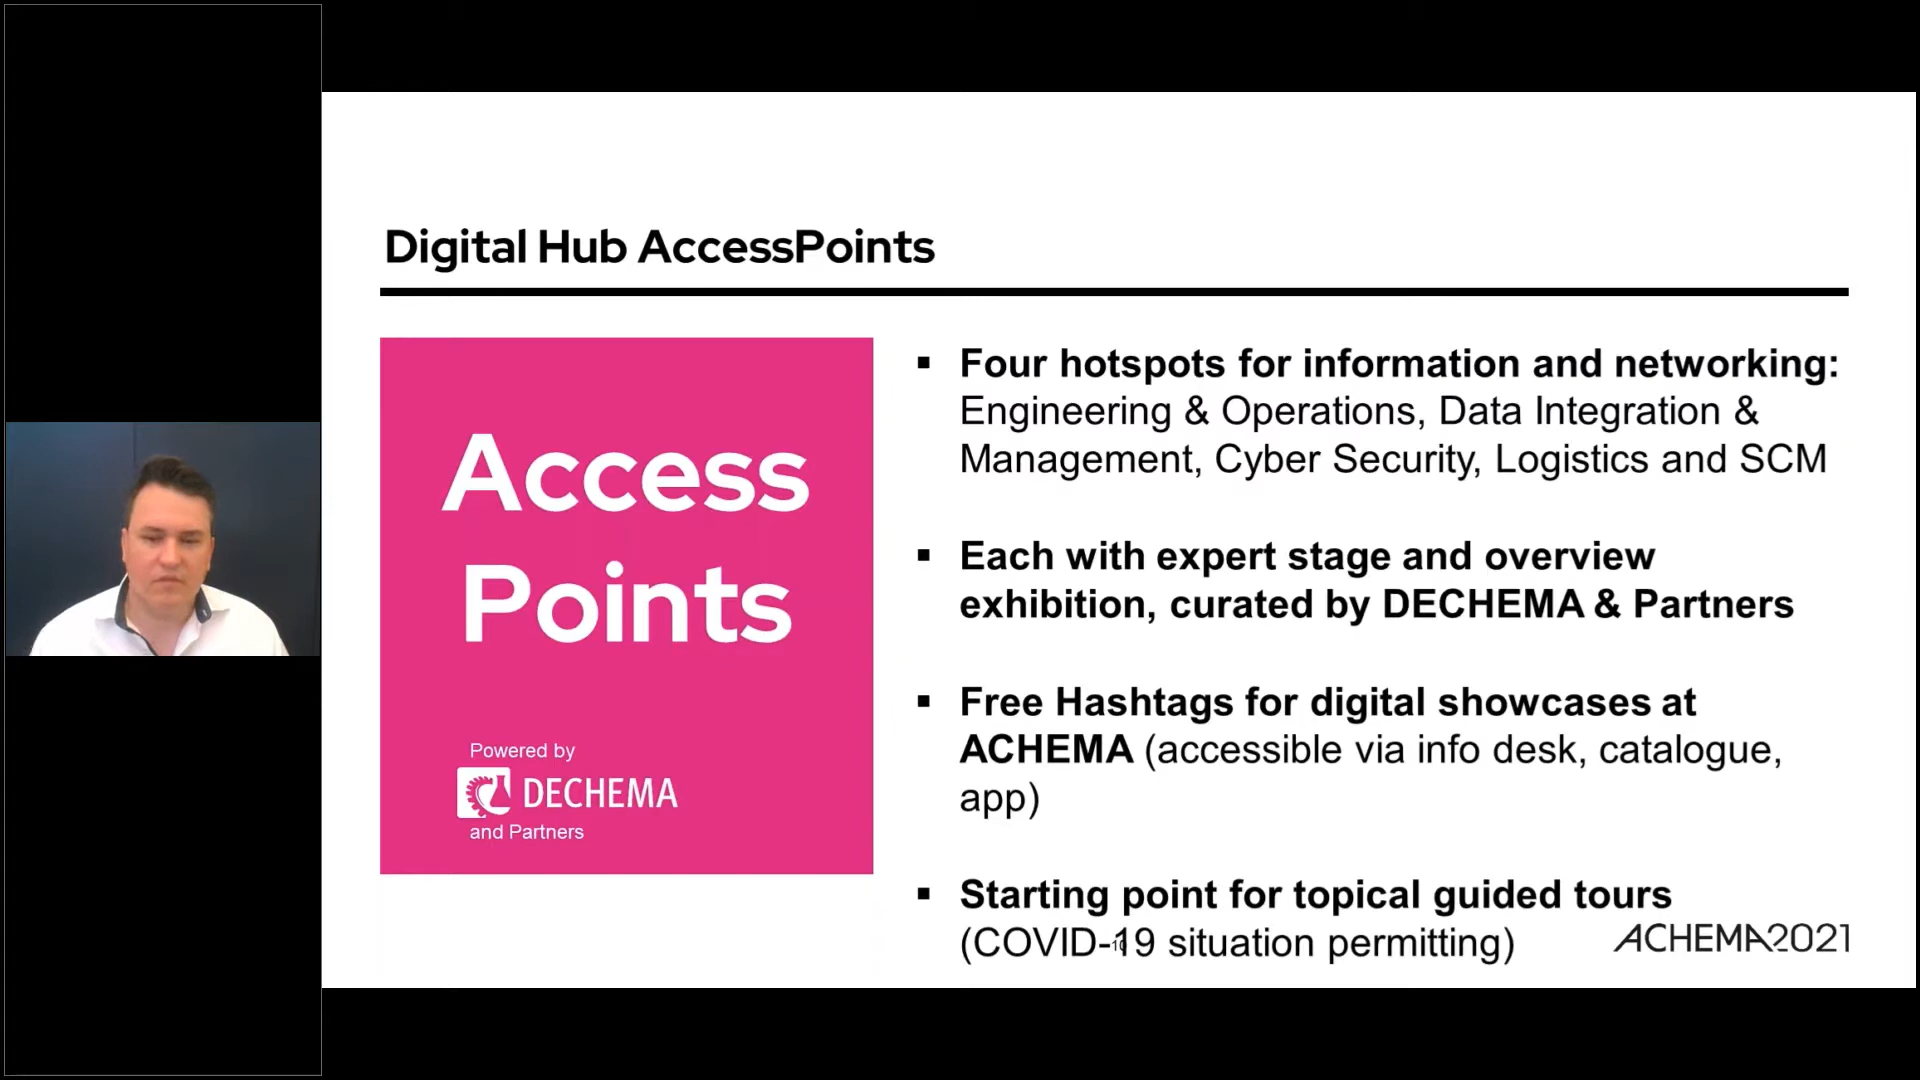 Digital Hub AccessPoints
Access
Points
Powered by
DECHEMA
and Partners
▪ Four hotspots for information and networking:
Engineering & Operations, Data Integration &
Management, Cyber Security, Logistics and SCM
▪ Each with expert stage and overview
exhibition, curated by DECHEMA & Partners
▪ Free Hashtags for digital showcases at
ACHEMA (accessible via info desk, catalogue,
app)
▪ Starting point for topical guided tours
(COVID-19 situation permitting)
10
ACHEMA2021